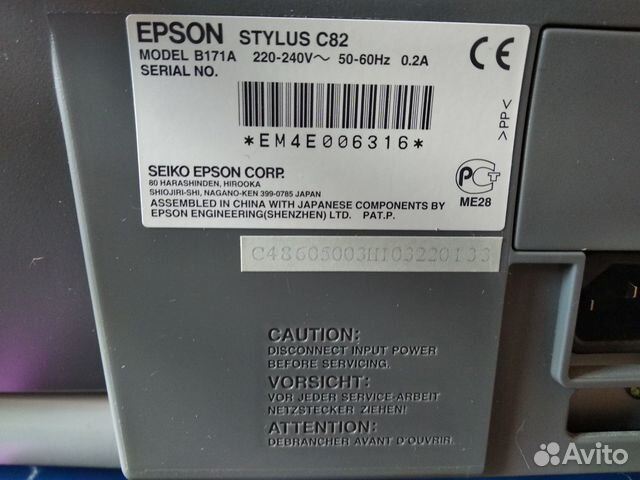 EPSON STYLUS C82
MODEL B171A 220-240V~ 50-60Hz 0.2A
SERIAL NO.
CE
*EM4E006316*
>PP<
SEIKO EPSON CORP.
80 HARASHINDEN, HIROOKA
SHIOJIRI-SHI, NAGANO-KEN 399-0785 JAPAN
ASSEMBLED IN CHINA WITH JAPANESE COMPONENTS BY
EPSON ENGINEERING(SHENZHEN) LTD. PAT.P.
ME28
C48605003H103220133
CAUTION:
DISCONNECT INPUT POWER
BEFORE SERVICING.
VORSICHT:
VOR JEDER SERVICE-ARBEIT
NETZSTECKER ZIEHEN!
ATTENTION:
DEBRANCHER AVANT D'OUVRIR.
Avito